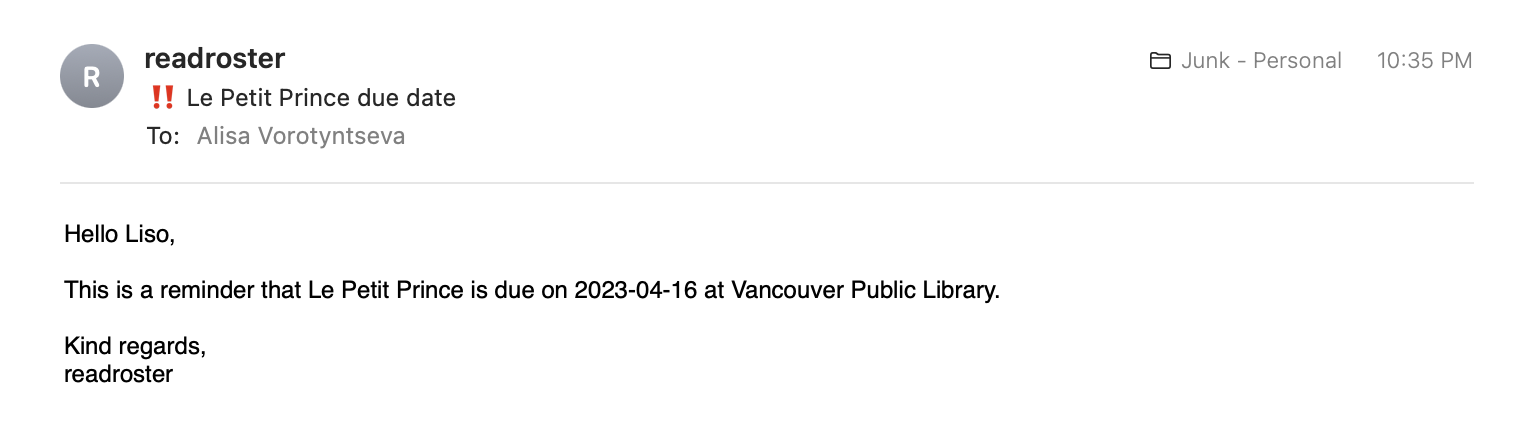 R
readroster
Junk - Personal
10:35 PM
‼️ Le Petit Prince due date
To: Alisa Vorotyntseva
Hello Liso,
This is a reminder that Le Petit Prince is due on 2023-04-16 at Vancouver Public Library.
Kind regards,
readroster